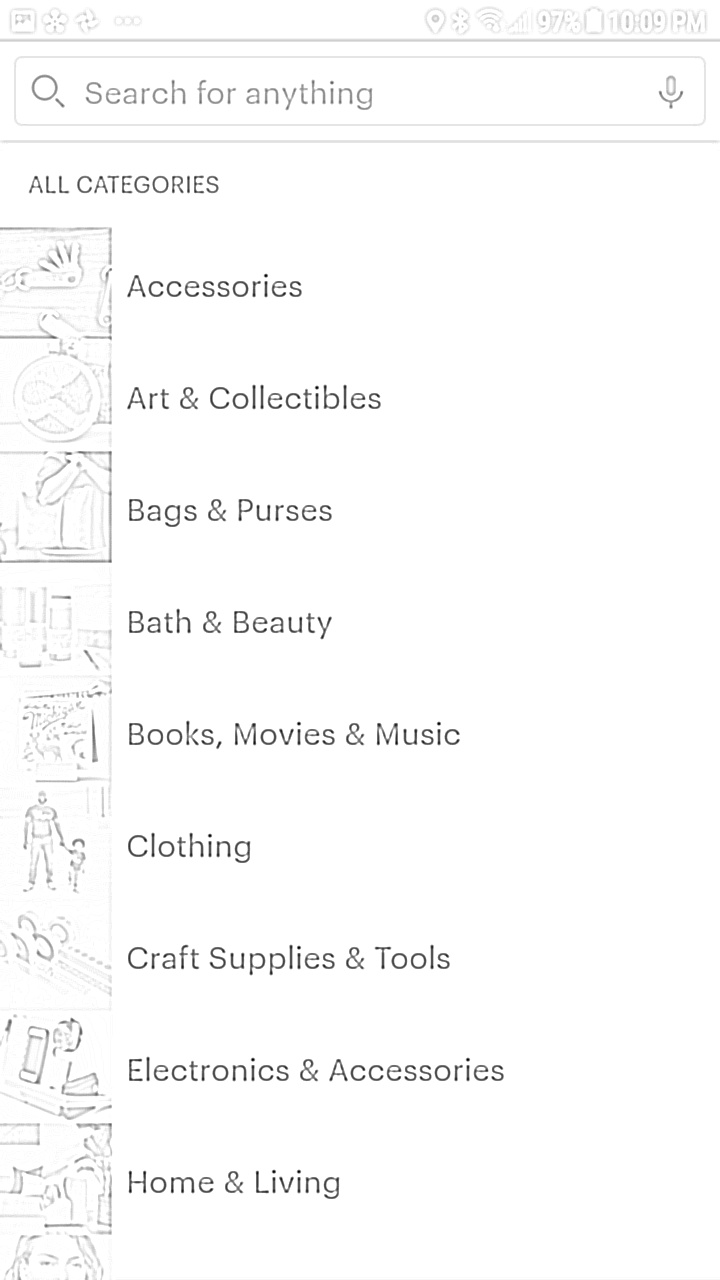 97% 10:09 PM
Search for anything
ALL CATEGORIES
Accessories
Art & Collectibles
Bags & Purses
Bath & Beauty
Books, Movies & Music
Clothing
Craft Supplies & Tools
Electronics & Accessories
Home & Living